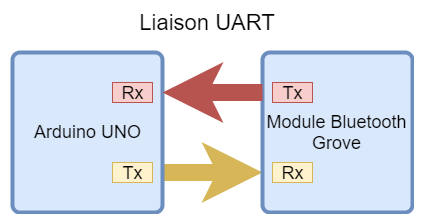 Liaison UART
Rx
Tx
Arduino UNO
Module Bluetooth
Grove
Tx
Rx